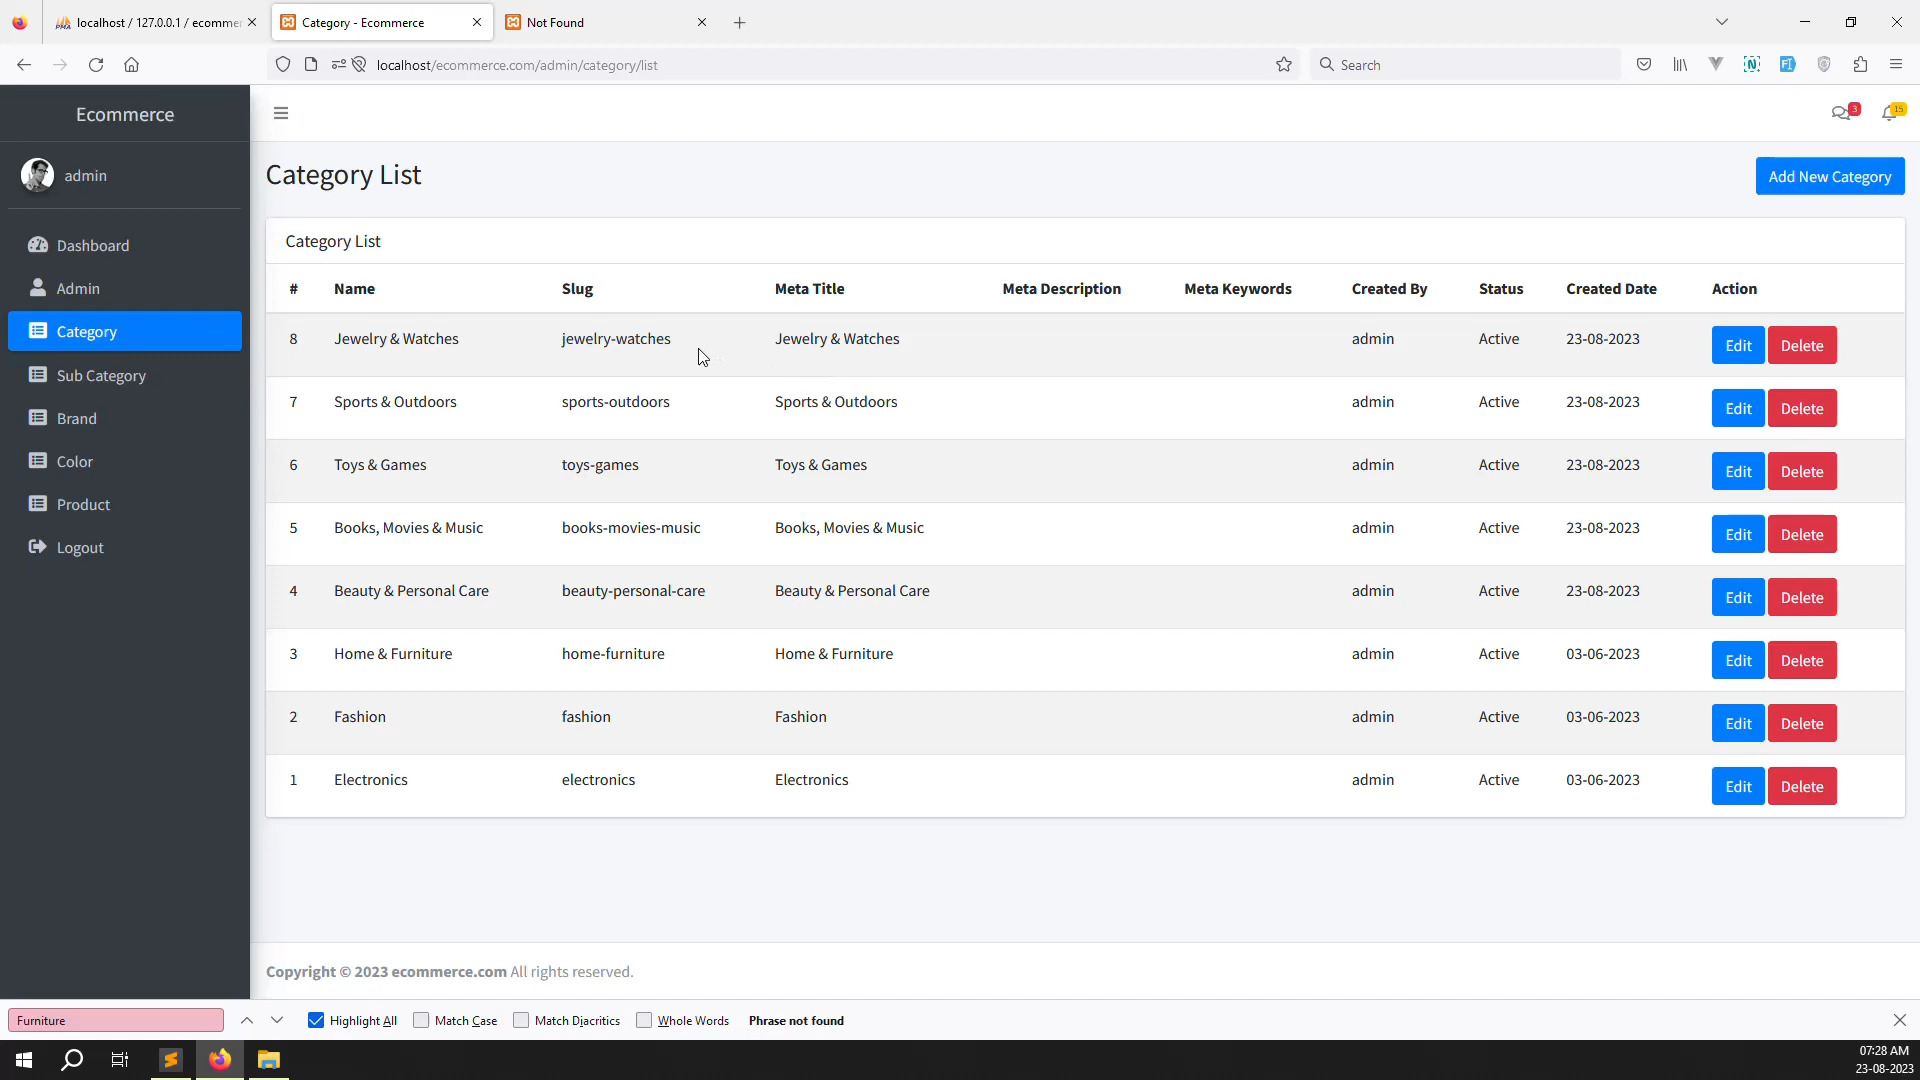 localhost / 127.0.0.1 / ecomme
Category - Ecommerce
Not Found
localhost/ecommerce.com/admin/category/list
Search
Ecommerce
3
15
admin
Category List
Add New Category
Dashboard
Admin
Category
Sub Category
Brand
Color
Product
Logout
Category List
# Name Slug Meta Title Meta Description Meta Keywords Created By Status Created Date Action
8 Jewelry & Watches jewelry-watches Jewelry & Watches admin Active 23-08-2023 Edit Delete
7 Sports & Outdoors sports-outdoors Sports & Outdoors admin Active 23-08-2023 Edit Delete
6 Toys & Games toys-games Toys & Games admin Active 23-08-2023 Edit Delete
5 Books, Movies & Music books-movies-music Books, Movies & Music admin Active 23-08-2023 Edit Delete
4 Beauty & Personal Care beauty-personal-care Beauty & Personal Care admin Active 23-08-2023 Edit Delete
3 Home & Furniture home-furniture Home & Furniture admin Active 03-06-2023 Edit Delete
2 Fashion fashion Fashion admin Active 03-06-2023 Edit Delete
1 Electronics electronics Electronics admin Active 03-06-2023 Edit Delete
Copyright © 2023 ecommerce.com All rights reserved.
Furniture Highlight All Match Case Match Diacritics Whole Words Phrase not found
07:28 AM
23-08-2023